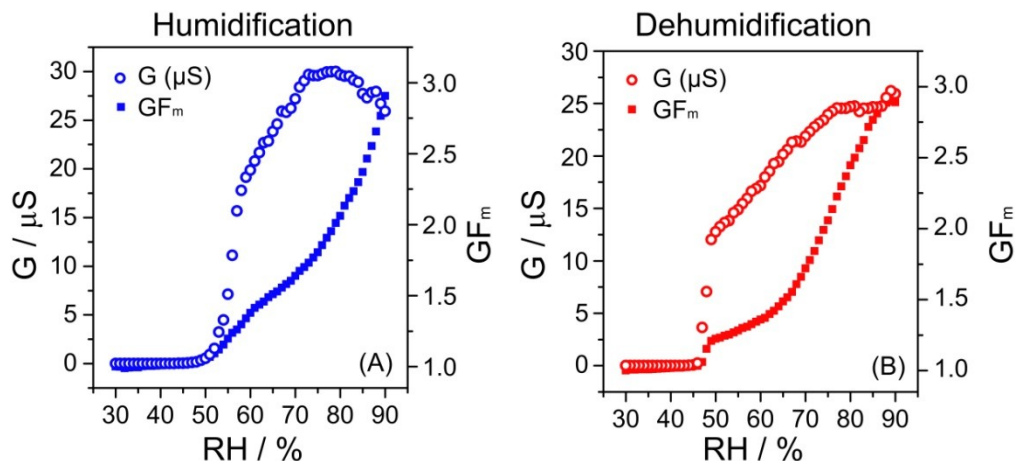 Humidification
G (µS)
GFₘ
G / µS
30
25
20
15
10
5
0
3.0
2.5
2.0
1.5
1.0
GFₘ
(A)
30 40 50 60 70 80 90
RH / %
Dehumidification
G (µS)
GFₘ
G / µS
30
25
20
15
10
5
0
3.0
2.5
2.0
1.5
1.0
GFₘ
(B)
30 40 50 60 70 80 90
RH / %